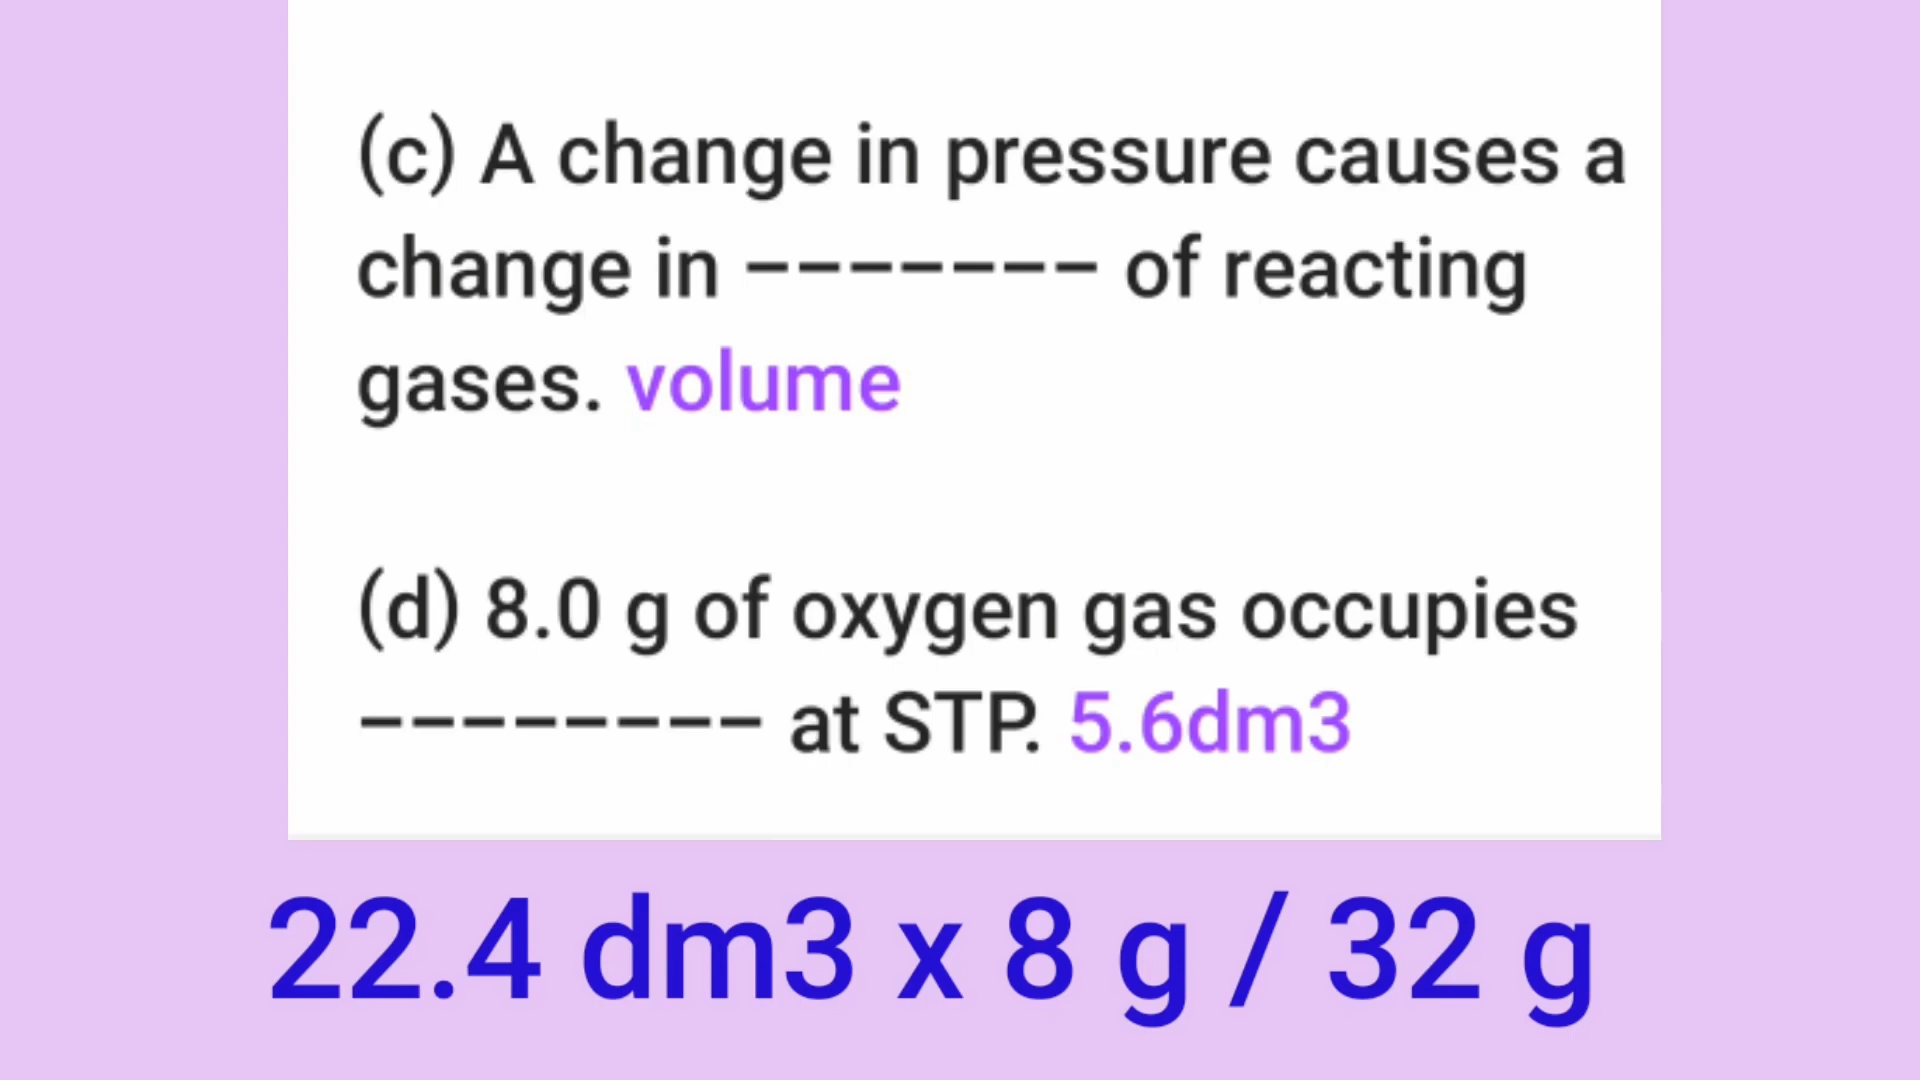 (c) A change in pressure causes a
change in ------- of reacting
gases. volume
(d) 8.0 g of oxygen gas occupies
-------- at STP. 5.6dm3
22.4 dm3 x 8 g / 32 g